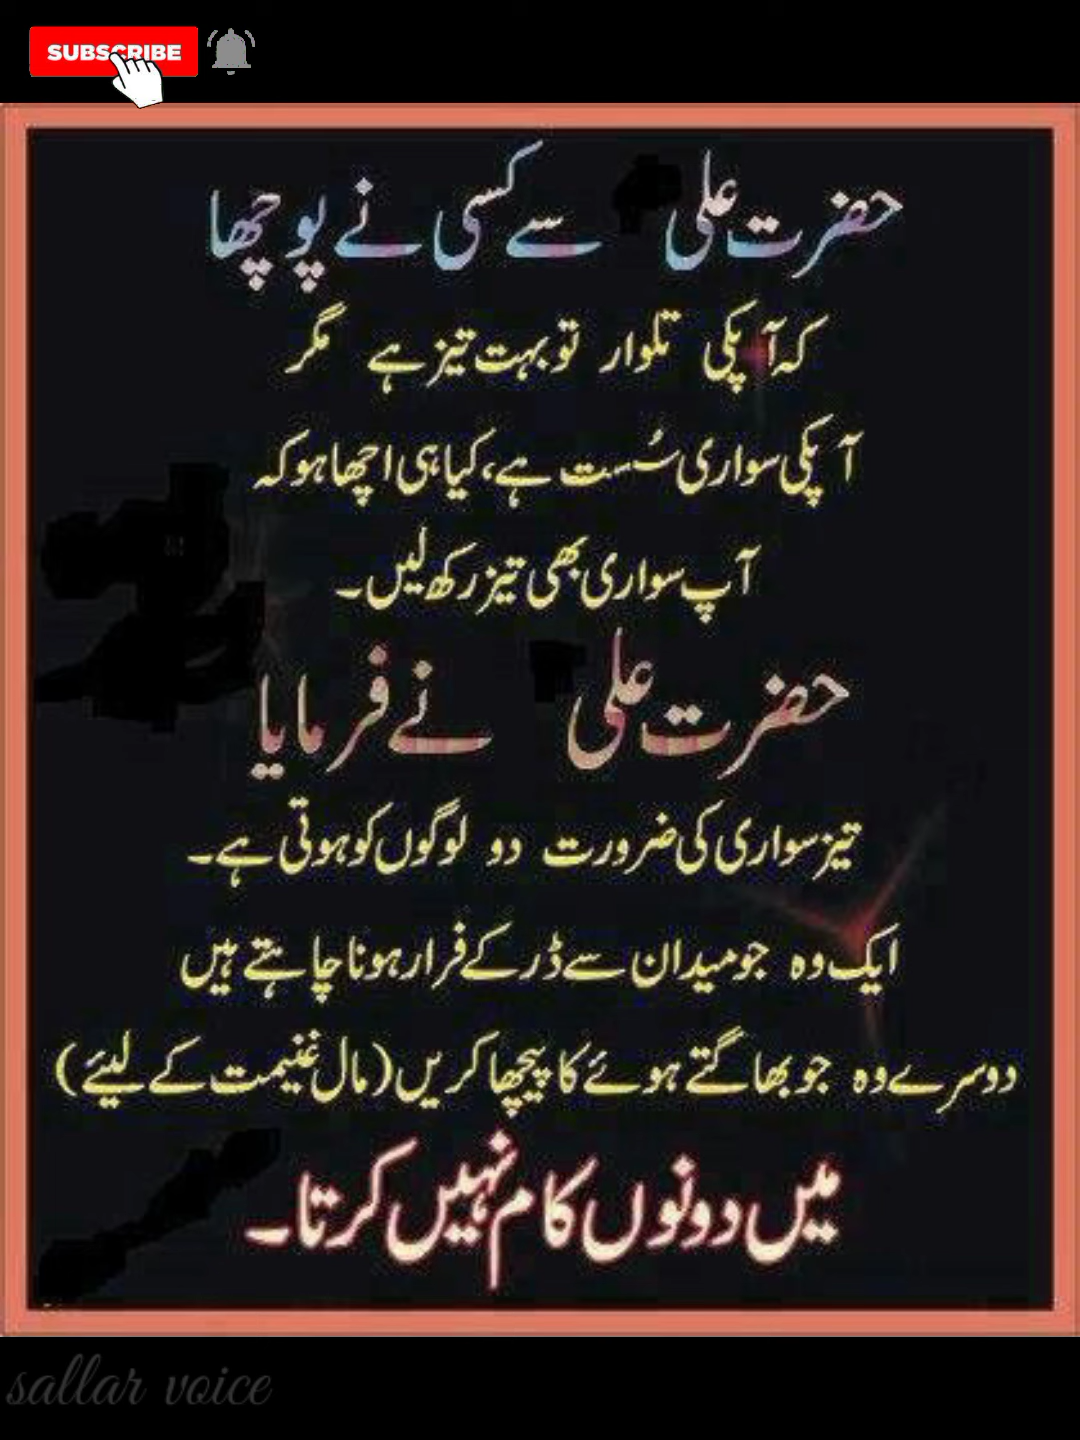 SUBSCRIBE
حضرت علی سے کسی نے پوچھا
کہ آپکی تلوار تو بہت تیز ہے مگر
آپکی سواری سُست ہے، کیا ہی اچھا ہو کہ
آپ سواری بھی تیز رکھ لیں۔
حضرت علی نے فرمایا
تیز سواری کی ضرورت دو لوگوں کو ہوتی ہے۔
ایک وہ جو میدان سے ڈر کے فرار ہونا چاہتے ہیں
دوسرے وہ جو بھاگتے ہوئے کا پیچھا کریں (مال غنیمت کے لیئے)
میں دونوں کام نہیں کرتا۔
sallar voice